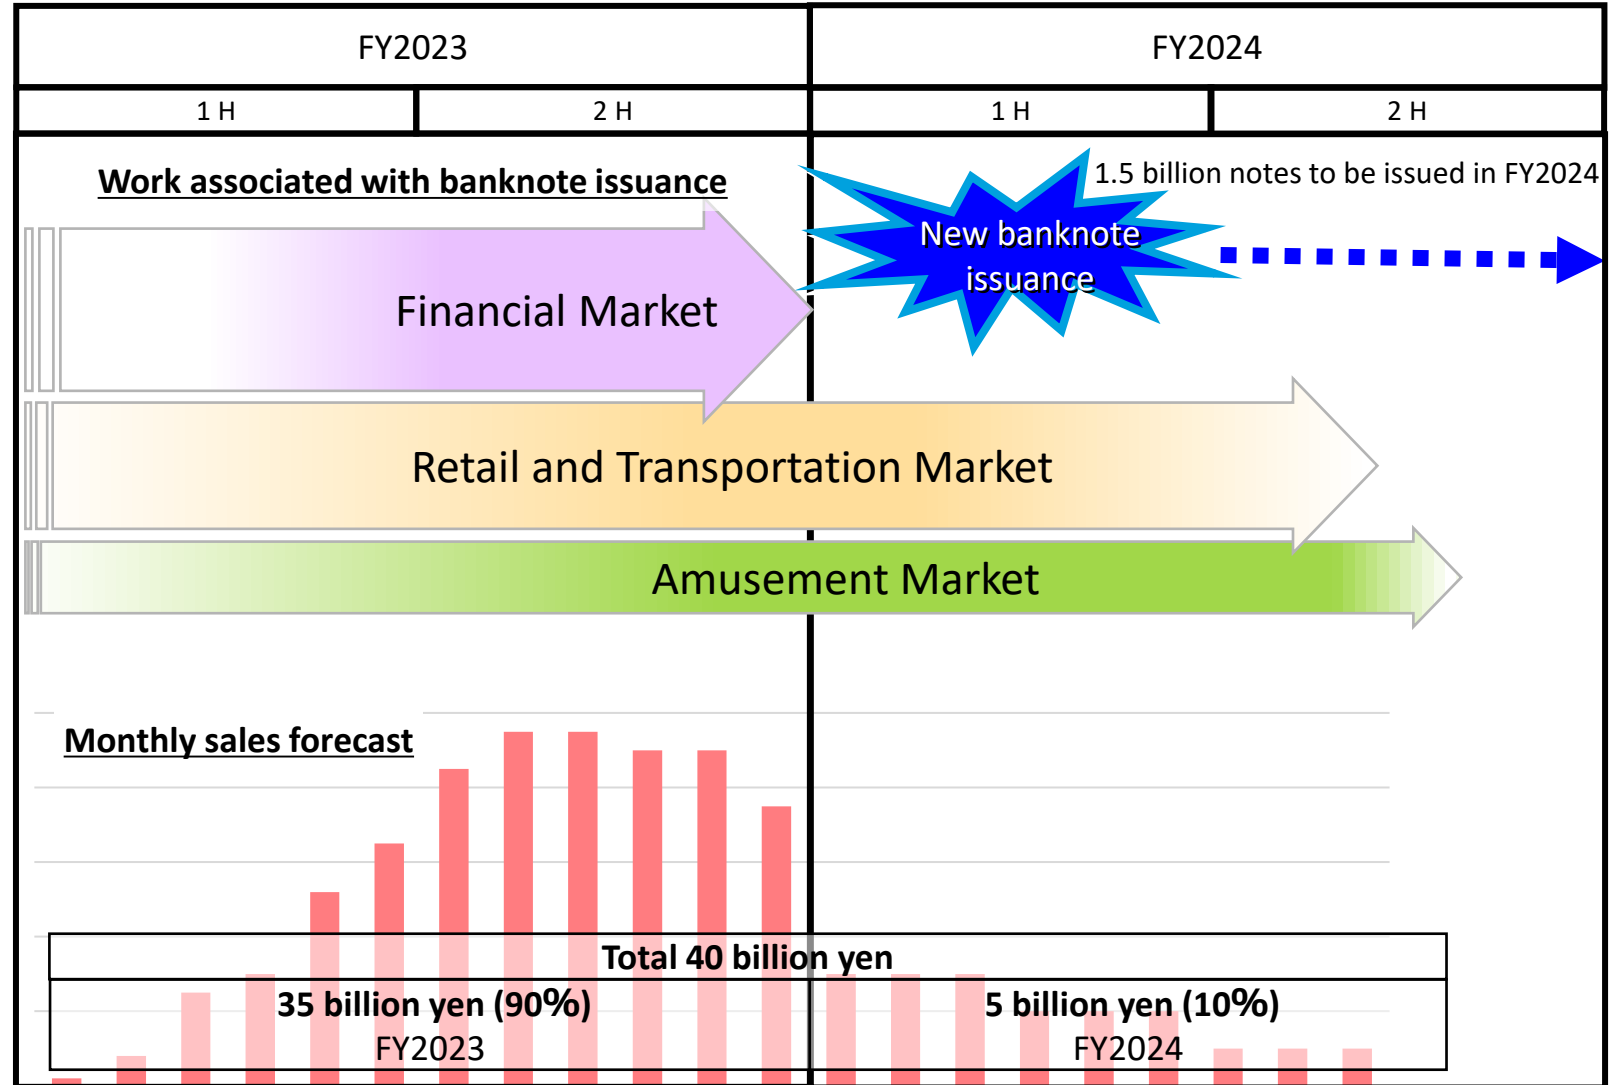 FY2023
FY2024
1 H
2 H
1 H
2 H
Work associated with banknote issuance
1.5 billion notes to be issued in FY2024
New banknote
issuance
Financial Market
Retail and Transportation Market
Amusement Market
Monthly sales forecast
Total 40 billion yen
35 billion yen (90%)
FY2023
5 billion yen (10%)
FY2024